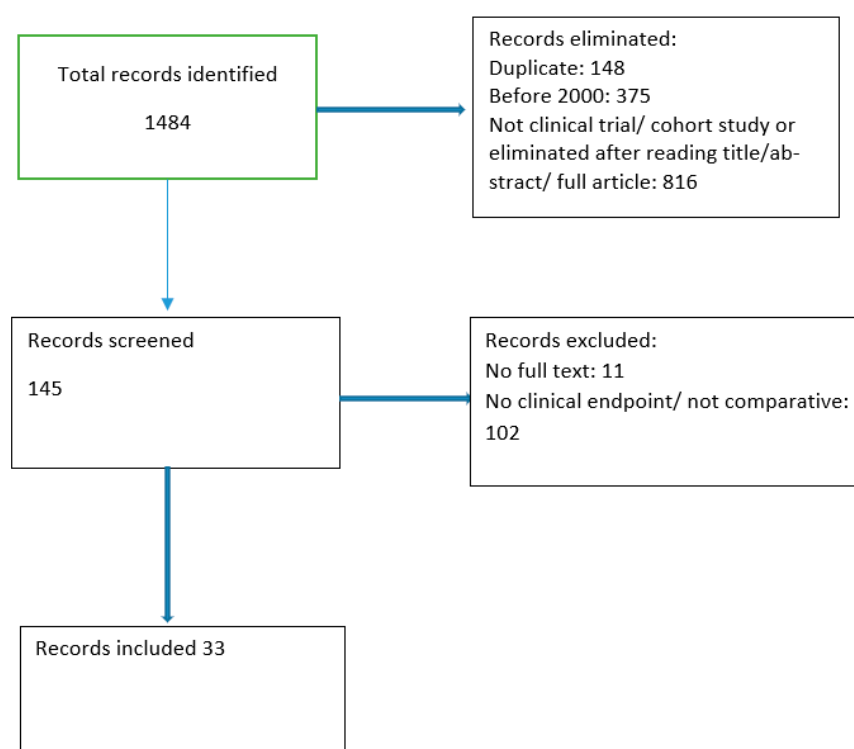 Total records identified
1484
Records eliminated:
Duplicate: 148
Before 2000: 375
Not clinical trial/ cohort study or
eliminated after reading title/ab-
stract/ full article: 816
Records screened
145
Records excluded:
No full text: 11
No clinical endpoint/ not comparative:
102
Records included 33